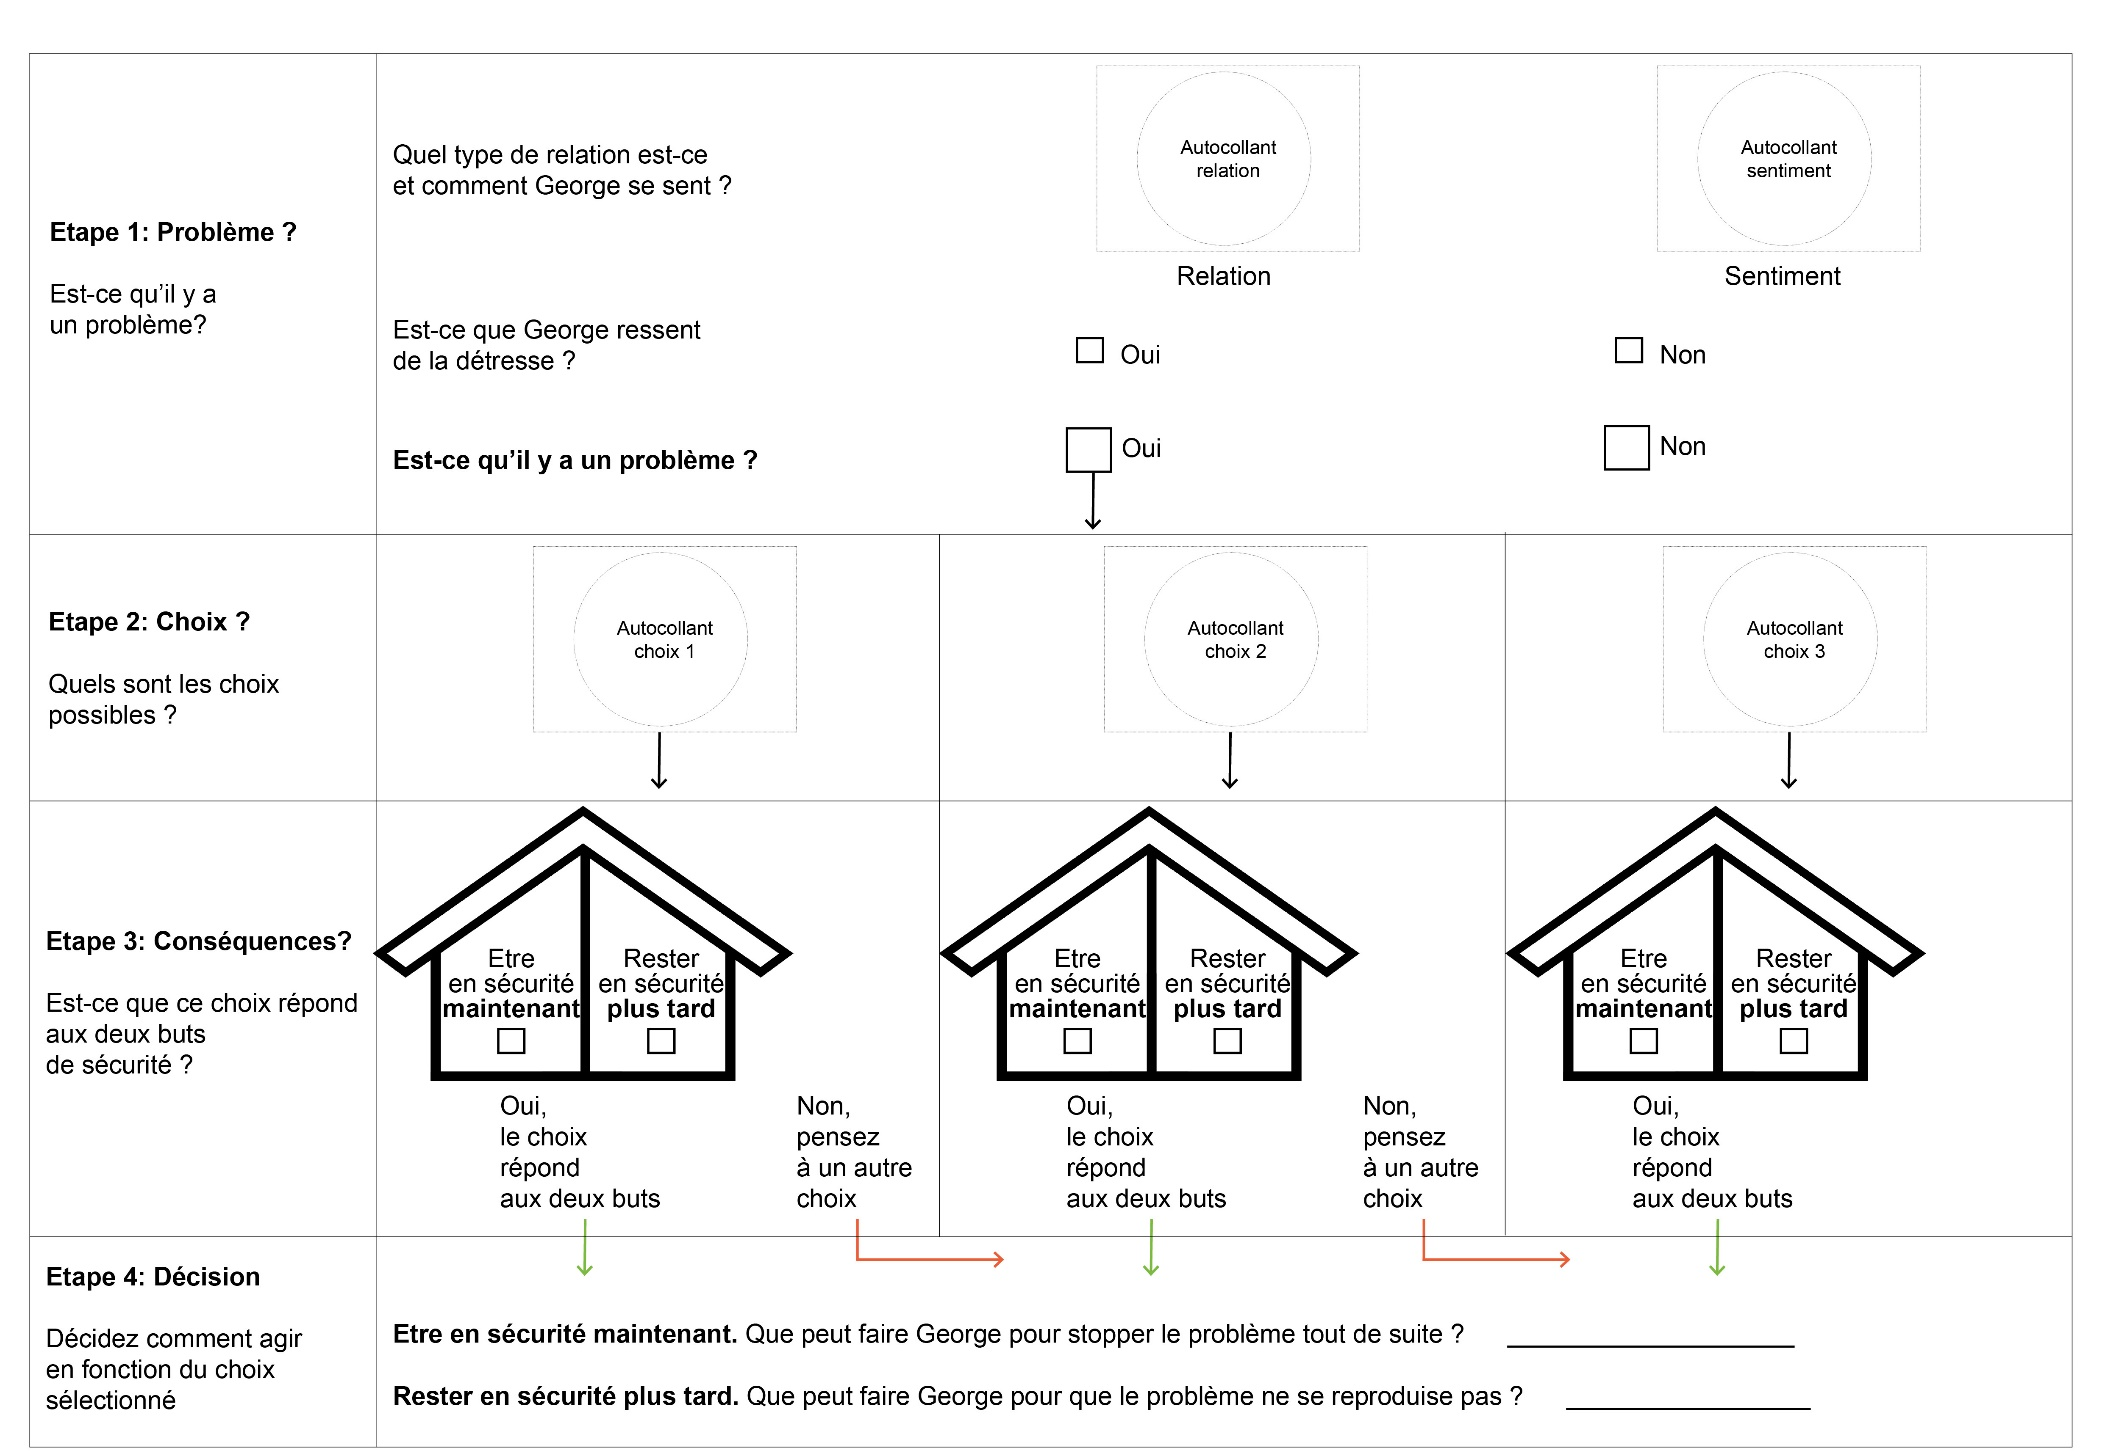 Etape 1: Problème ?
Est-ce qu’il y a
un problème?
Quel type de relation est-ce
et comment George se sent ?
Autocollant
relation
Relation
Autocollant
sentiment
Sentiment
Est-ce que George ressent
de la détresse ?
Oui
Non
Est-ce qu’il y a un problème ?
Oui
Non
Etape 2: Choix ?
Quels sont les choix
possibles ?
Autocollant
choix 1
Autocollant
choix 2
Autocollant
choix 3
Etape 3: Conséquences?
Est-ce que ce choix répond
aux deux buts
de sécurité ?
Etre
en sécurité
maintenant
Rester
en sécurité
plus tard
Oui,
le choix
répond
aux deux buts
Non,
pensez
à un autre
choix
Etre
en sécurité
maintenant
Rester
en sécurité
plus tard
Oui,
le choix
répond
aux deux buts
Non,
pensez
à un autre
choix
Etre
en sécurité
maintenant
Rester
en sécurité
plus tard
Oui,
le choix
répond
aux deux buts
Etape 4: Décision
Décidez comment agir
en fonction du choix
sélectionné
Etre en sécurité maintenant. Que peut faire George pour stopper le problème tout de suite ?
Rester en sécurité plus tard. Que peut faire George pour que le problème ne se reproduise pas ?